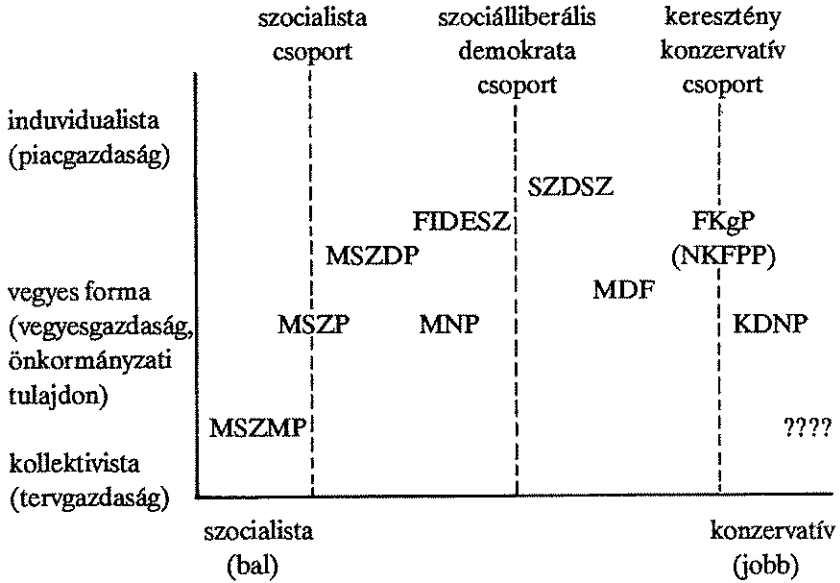 szocialista
csoport
szociálliberális
demokrata
csoport
keresztény
konzervatív
csoport
induvidualista
(piacgazdaság)
SZDSZ
FIDESZ
FKgP
MSZDP
(NKFPP)
MDF
vegyes forma
(vegyesgazdaság,
önkormányzati
tulajdon)
MSZP
MNP
KDNP
MSZMP
????
kollektivista
(tervgazdaság)
szocialista
(bal)
konzervatív
(jobb)